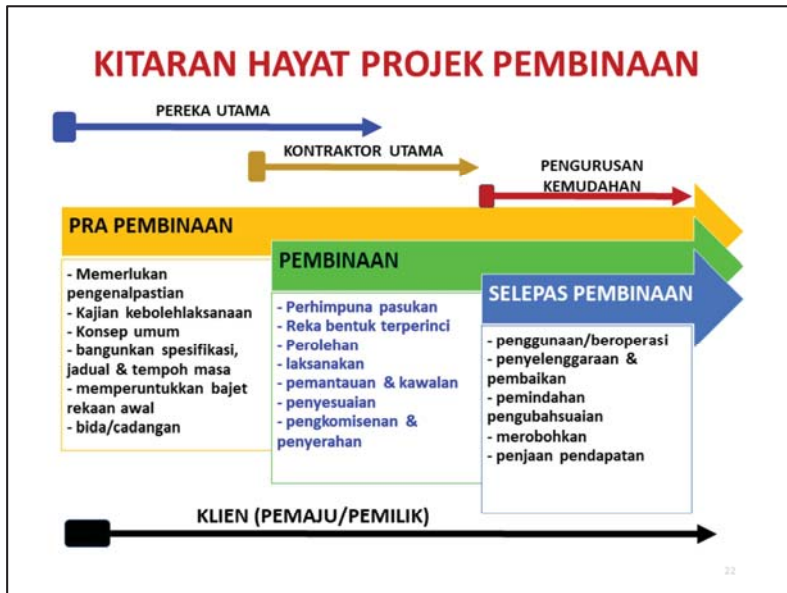 KITARAN HAYAT PROJEK PEMBINAAN
PEREKA UTAMA
KONTRAKTOR UTAMA
PENGURUSAN
KEMUDAHAN
PRA PEMBINAAN
- Memerlukan
pengenalpastian
- Kajian kebolehlaksanaan
- Konsep umum
- bangunkan spesifikasi,
jadual & tempoh masa
- memperuntukkan bajet
rekaan awal
- bida/cadangan
PEMBINAAN
- Perhimpuna pasukan
- Reka bentuk terperinci
- Perolehan
- laksanakan
- pemantauan & kawalan
- penyesuaian
- pengkomisenan &
penyerahan
SELEPAS PEMBINAAN
- penggunaan/beroperasi
- penyelenggaraan &
pembaikan
- pemindahan
pengubahsuaian
- merobohkan
- penjaan pendapatan
KLIEN (PEMAJU/PEMILIK)
22